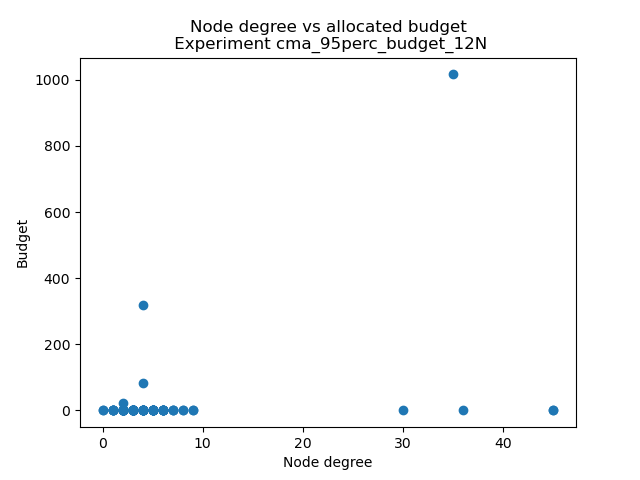 Node degree vs allocated budget
Experiment cma_95perc_budget_12N
1000
800
600
400
200
0
Budget
0 10 20 30 40
Node degree